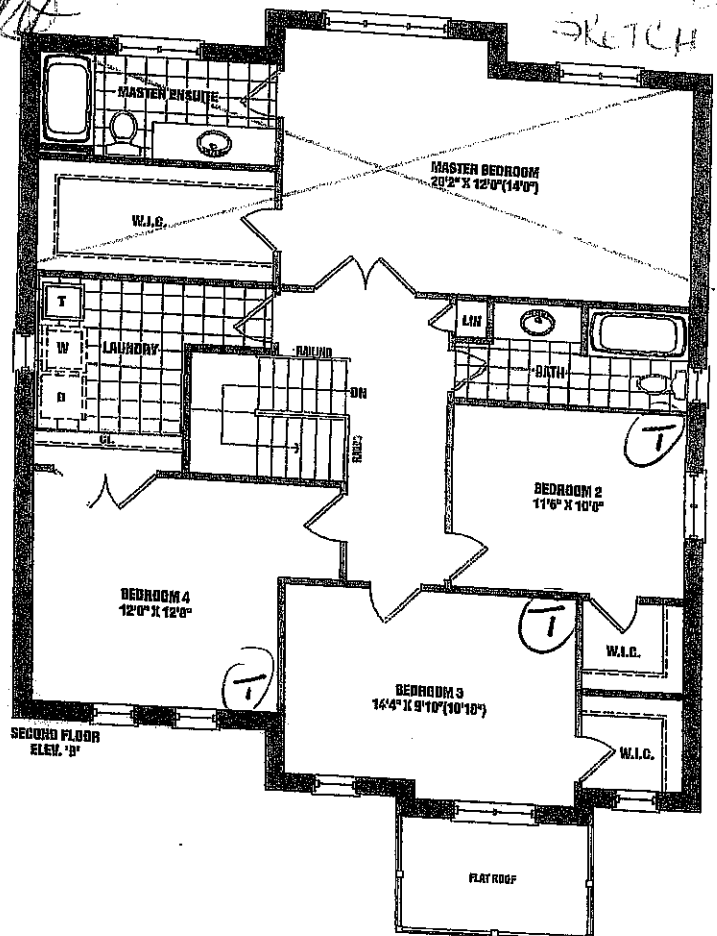 SKETCH
MASTER ENSUITE
MASTER BEDROOM
20'2" X 12'0"(14'0")
W.I.C.
T
LIN
W
LAUNDRY
RAILING
BATH
DN
D
CL.
T
BEDROOM 2
11'6" X 10'0"
BEDROOM 4
12'0" X 12'0"
T
W.I.C.
BEDROOM 3
14'4" X 9'10"(10'10")
T
SECOND FLOOR
ELEV. 'B'
W.I.C.
FLAT ROOF